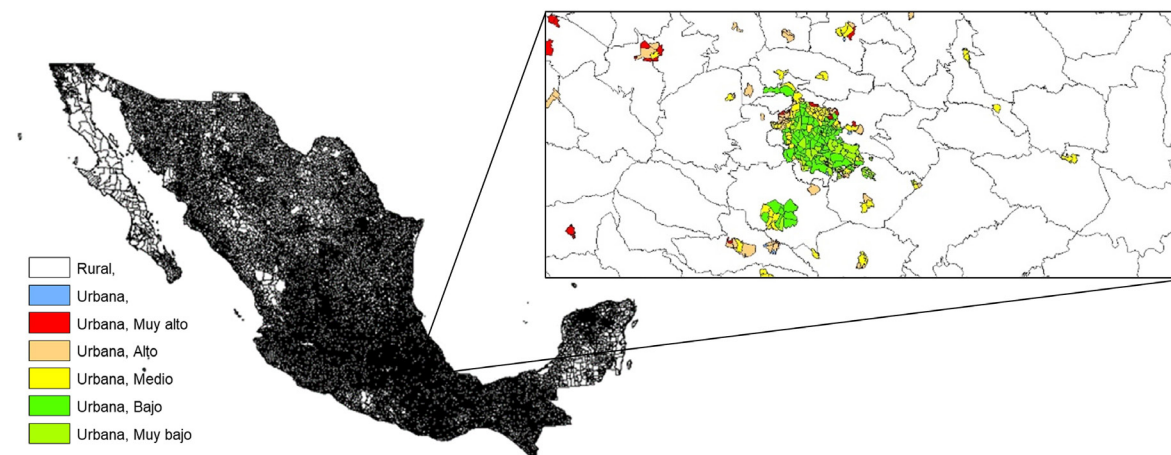 Rural,
Urbana,
Urbana, Muy alto
Urbana, Alto
Urbana, Medio
Urbana, Bajo
Urbana, Muy bajo